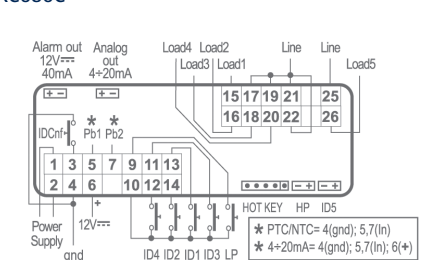 Alarm out
12V
40mA
Analog
out
4÷20mA
Load4 Load2
Load3 Load1
Line
Line
Load5
+ -
+ -
15 17 19 21 25
16 18 20 22 26
IDCnf
* *
Pb1 Pb2
1 3 5 7 9 11 13
2 4 6 10 12 14
+
12V
Power
Supply
gnd
HOT KEY HP ID5
- +
- +
ID4 ID2 ID1 ID3 LP
* PTC/NTC= 4(gnd); 5,7(In)
* 4÷20mA= 4(gnd); 5,7(In); 6(+)